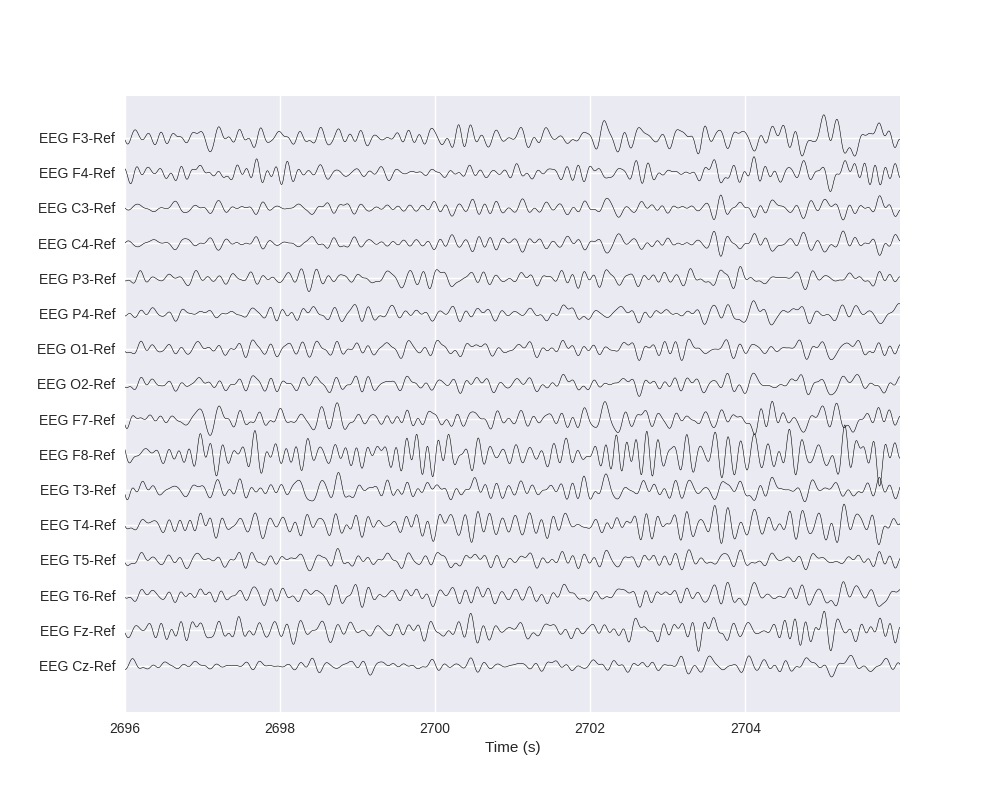 EEG F3-Ref
EEG F4-Ref
EEG C3-Ref
EEG C4-Ref
EEG P3-Ref
EEG P4-Ref
EEG O1-Ref
EEG O2-Ref
EEG F7-Ref
EEG F8-Ref
EEG T3-Ref
EEG T4-Ref
EEG T5-Ref
EEG T6-Ref
EEG Fz-Ref
EEG Cz-Ref
2696 2698 2700 2702 2704
Time (s)